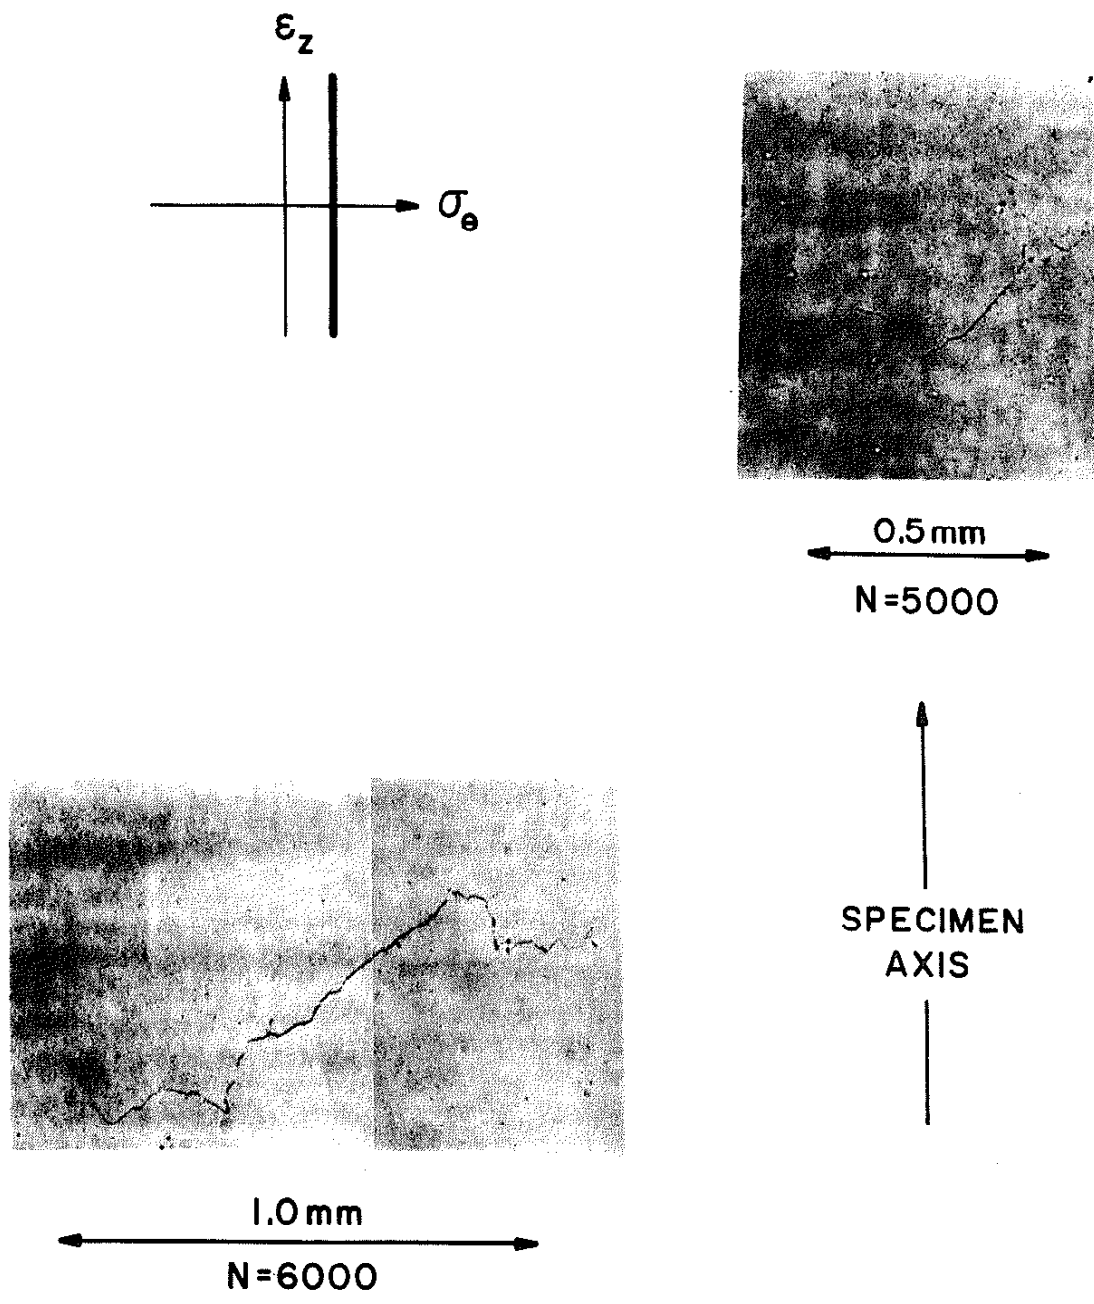 ε_z
σ_θ
0.5 mm
N=5000
SPECIMEN
AXIS
1.0 mm
N=6000